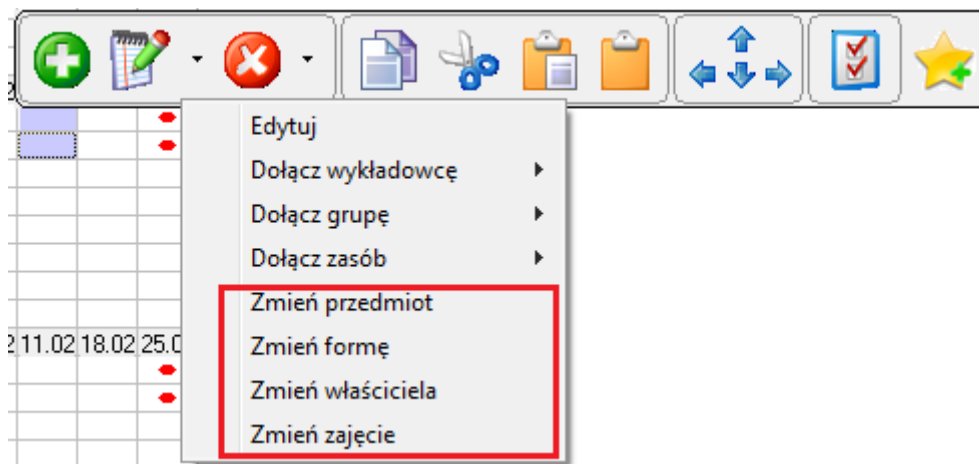 Edytuj
Dołącz wykładowcę
Dołącz grupę
Dołącz zasób
Zmień przedmiot
11.02 18.02
Zmień formę
Zmień właściciela
Zmień zajęcie